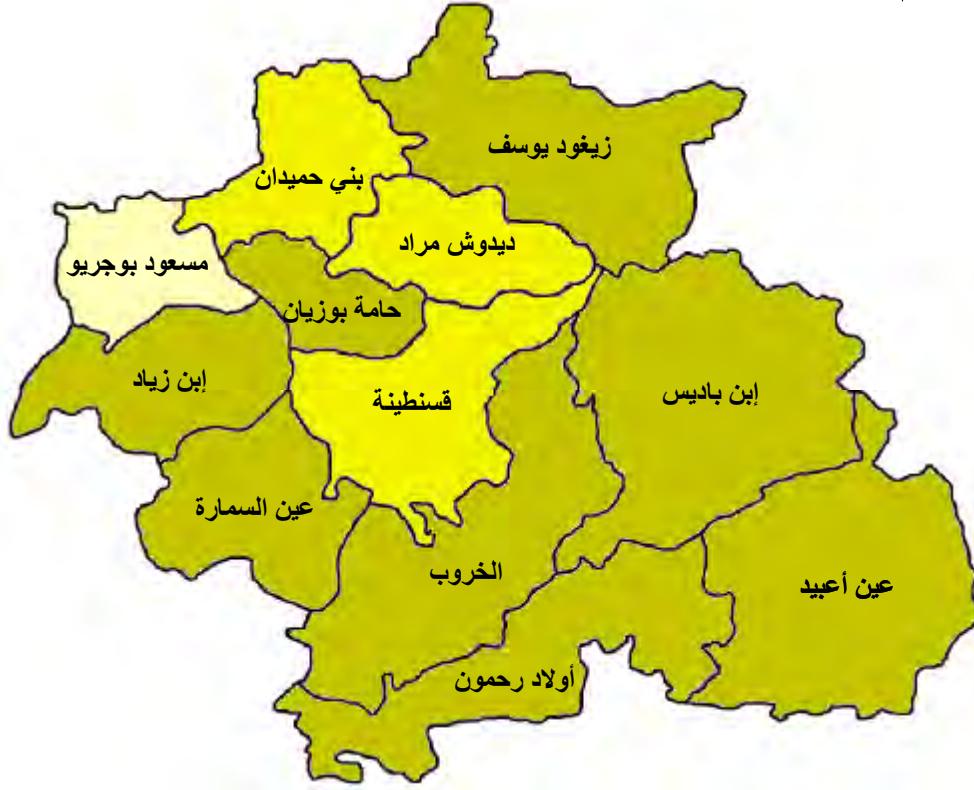 زيغود يوسف
بني حميدان
ديدوش مراد
مسعود بوجريو
حامة بوزيان
إبن زياد
قسنطينة
إبن باديس
عين السمارة
الخروب
عين أعبيد
أولاد رحمون